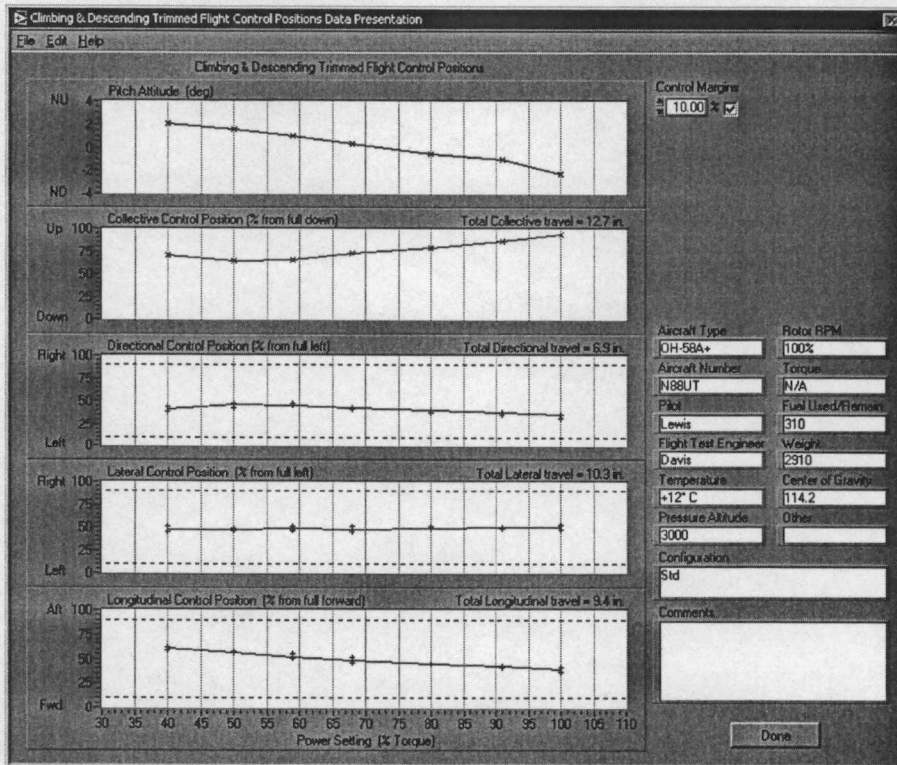 Climbing & Descending Trimmed Flight Control Positions Data Presentation
File Edit Help
Climbing & Descending Trimmed Flight Control Positions
Control Margins
10.00 %
NU
ND
Pitch Attitude (deg)
4
2
0
-2
-4
Up
Down
Collective Control Position (% from full down) Total Collective travel = 12.7 in.
100
75
50
25
0
Right
Left
Directional Control Position (% from full left) Total Directional travel = 6.9 in.
100
75
50
25
0
Right
Left
Lateral Control Position (% from full left) Total Lateral travel = 10.3 in.
100
75
50
25
0
Aft
Fwd
Longitudinal Control Position (% from full forward) Total Longitudinal travel = 9.4 in.
100
75
50
25
0
30 35 40 45 50 55 60 65 70 75 80 85 90 95 100 105 110
Power Setting (% Torque)
Aircraft Type Rotor RPM
OH-58A+ 100%
Aircraft Number Torque
N88UT N/A
Pilot Fuel Used/Remain
Lewis 310
Flight Test Engineer Weight
Davis 2910
Temperature Center of Gravity
+12° C 114.2
Pressure Altitude Other
3000
Configuration
Std
Comments
Done